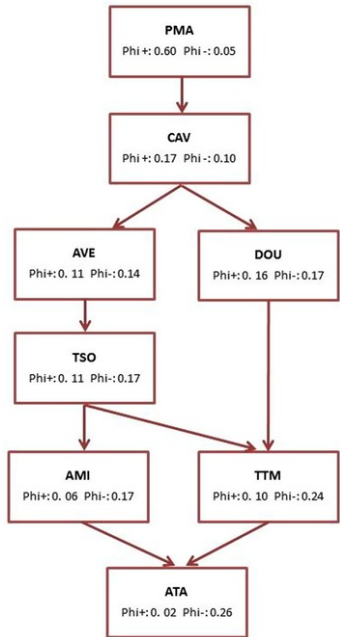 PMA
Phi+: 0.60 Phi-: 0.05
CAV
Phi+: 0.17 Phi-: 0.10
AVE
Phi+: 0. 11 Phi-: 0.14
DOU
Phi+: 0. 16 Phi-: 0.17
TSO
Phi+: 0. 11 Phi-: 0.17
AMI
Phi+: 0. 06 Phi-: 0.17
TTM
Phi+: 0. 10 Phi-: 0.24
ATA
Phi+: 0. 02 Phi-: 0.26